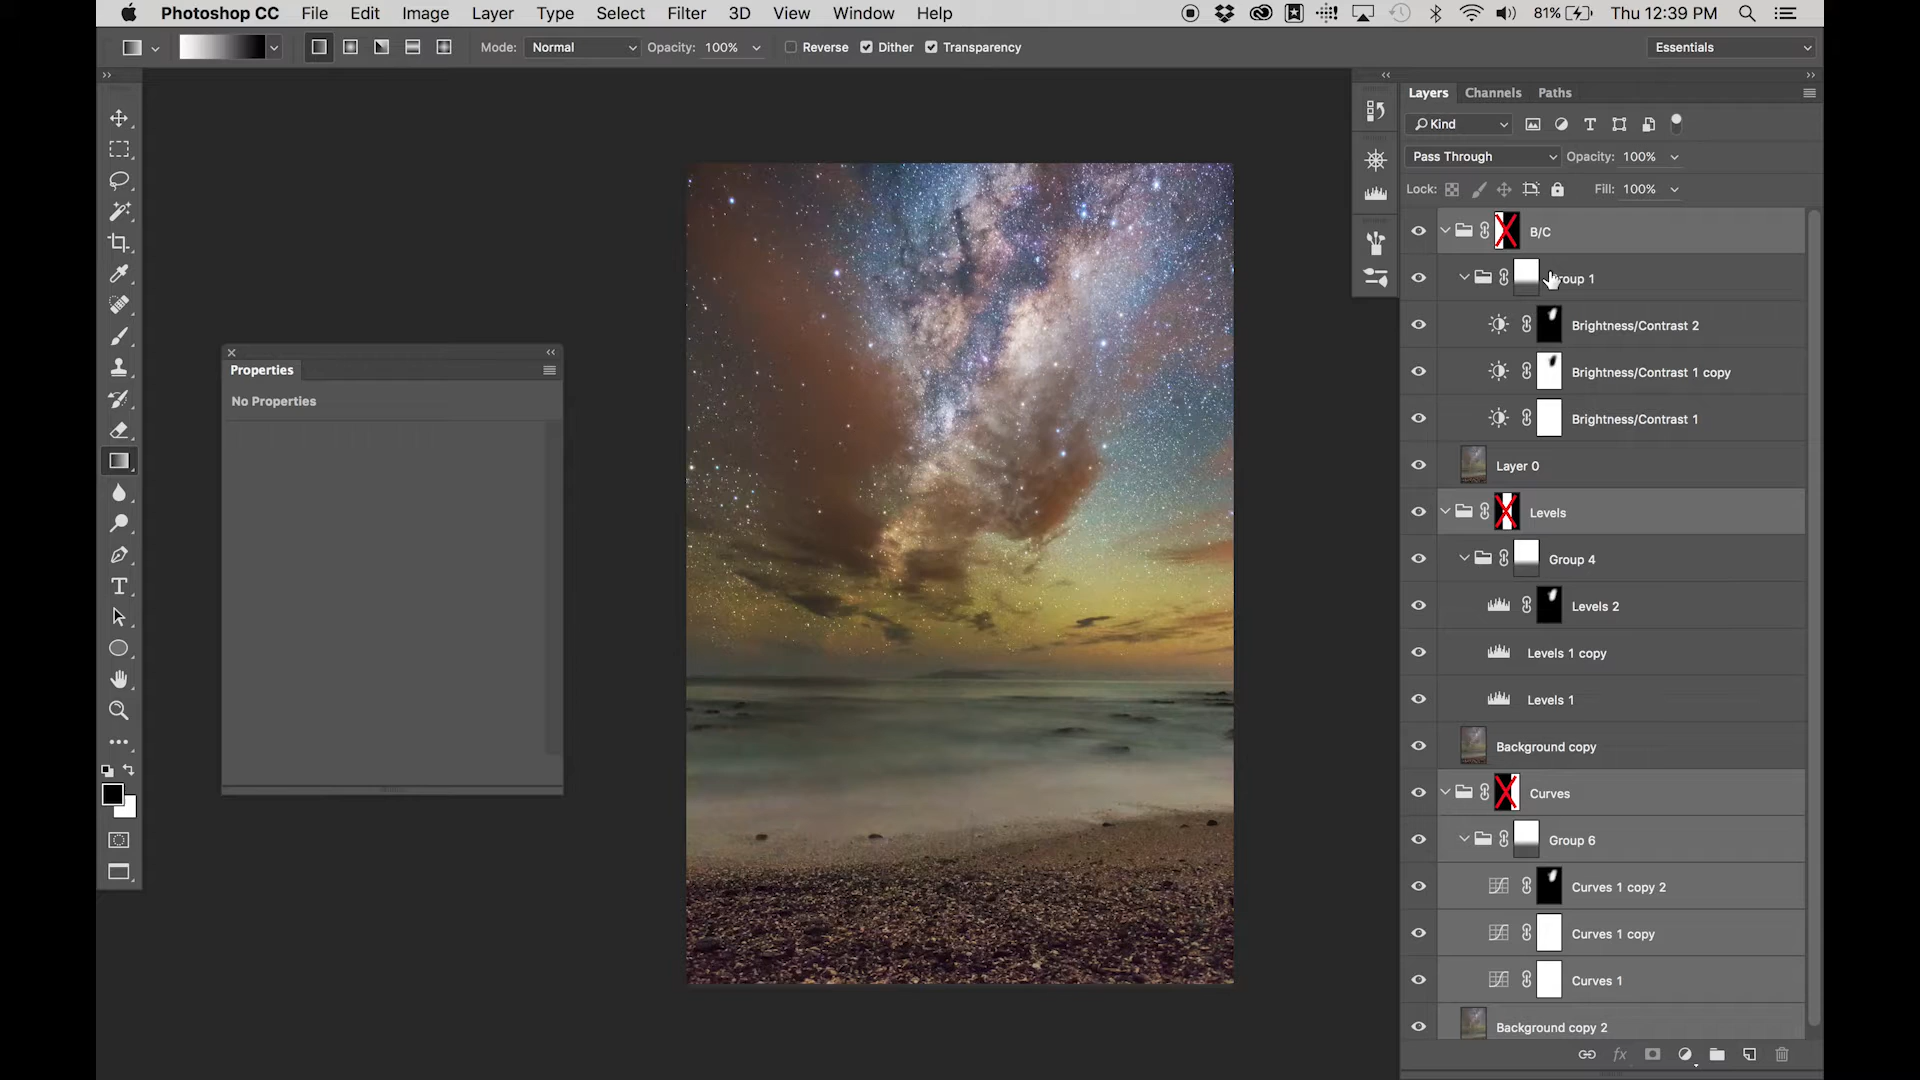 Photoshop CC File Edit Image Layer Type Select Filter 3D View Window Help 81% Thu 12:39 PM
Mode: Normal Opacity: 100% Reverse Dither Transparency Essentials
Layers Channels Paths
Kind
Pass Through Opacity: 100%
Lock: Fill: 100%
B/C
Group 1
Brightness/Contrast 2
Brightness/Contrast 1 copy
Brightness/Contrast 1
Layer 0
Levels
Group 4
Levels 2
Levels 1 copy
Levels 1
Background copy
Curves
Group 6
Curves 1 copy 2
Curves 1 copy
Curves 1
Background copy 2
fx
Properties
No Properties